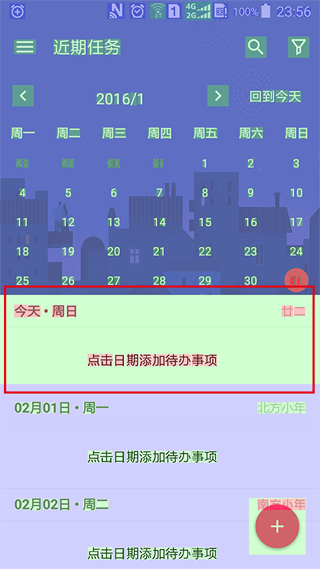 4G 2G 1 100% 23:56
近期任务
2016/1 回到今天
周一 周二 周三 周四 周五 周六 周日
1 2 3
4 5 6 7 8 9 10
11 12 13 14 15 16 17
18 19 20 21 22 23 24
25 26 27 28 29 30
今天 • 周日 廿二
点击日期添加待办事项
02月01日 • 周一 北方小年
点击日期添加待办事项
02月02日 • 周二 南方小年
点击日期添加待办事项